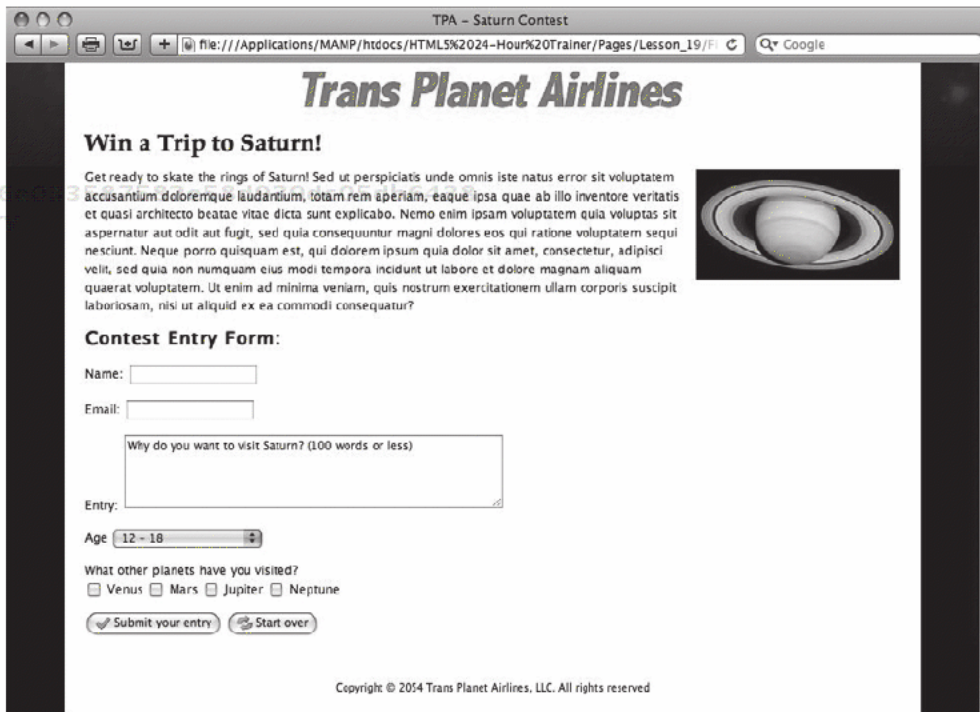 TPA – Saturn Contest
file:///Applications/MAMP/htdocs/HTML5%2024-Hour%20Trainer/Pages/Lesson_19/Fi
Google
Trans Planet Airlines
Win a Trip to Saturn!
Get ready to skate the rings of Saturn! Sed ut perspiciatis unde omnis iste natus error sit voluptatem
accusantium doloremque laudantium, totam rem aperiam, eaque ipsa quae ab illo inventore veritatis
et quasi architecto beatae vitae dicta sunt explicabo. Nemo enim ipsam voluptatem quia voluptas sit
aspernatur aut odit aut fugit, sed quia consequuntur magni dolores eos qui ratione voluptatem sequi
nesciunt. Neque porro quisquam est, qui dolorem ipsum quia dolor sit amet, consectetur, adipisci
velit, sed quia non numquam eius modi tempora incidunt ut labore et dolore magnam aliquam
quaerat voluptatem. Ut enim ad minima veniam, quis nostrum exercitationem ullam corporis suscipit
laboriosam, nisi ut aliquid ex ea commodi consequatur?
Contest Entry Form:
Name:
Email:
Why do you want to visit Saturn? (100 words or less)
Entry:
Age 12 - 18
What other planets have you visited?
Venus Mars Jupiter Neptune
Submit your entry Start over
Copyright © 2054 Trans Planet Airlines, LLC. All rights reserved